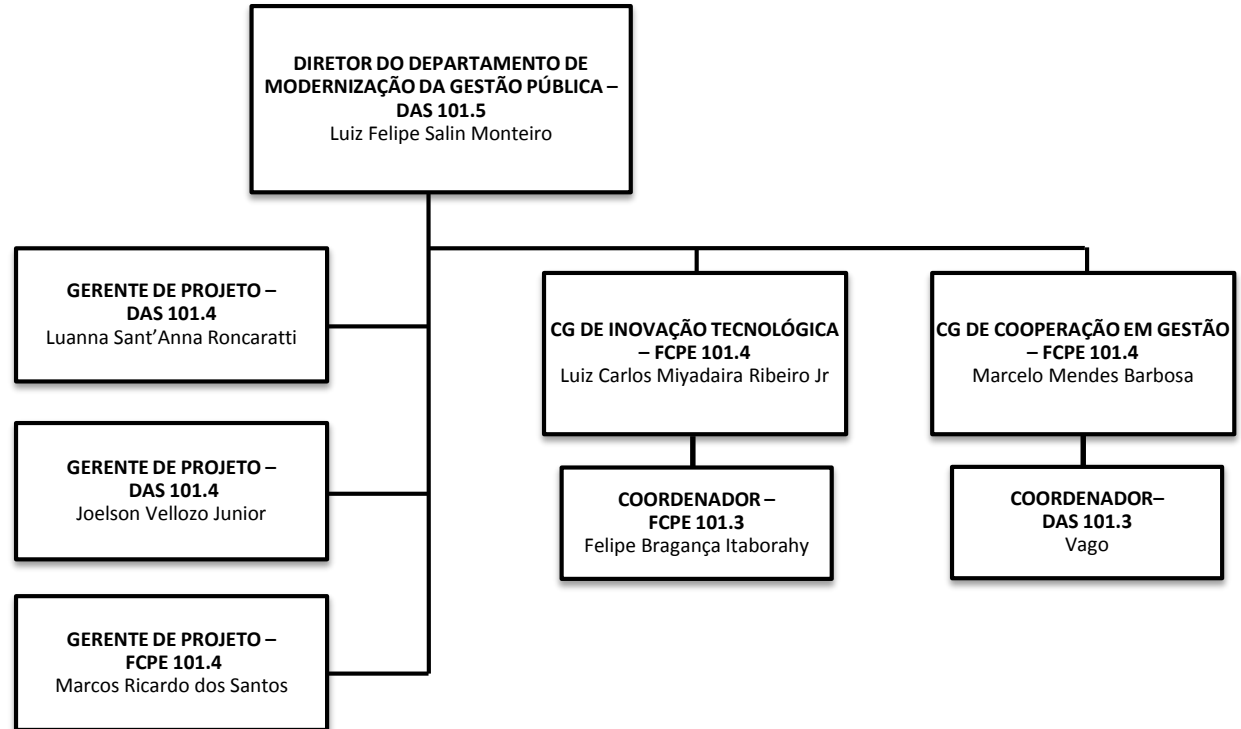 DIRETOR DO DEPARTAMENTO DE
MODERNIZAÇÃO DA GESTÃO PÚBLICA –
DAS 101.5
Luiz Felipe Salin Monteiro
GERENTE DE PROJETO –
DAS 101.4
Luanna Sant’Anna Roncaratti
CG DE INOVAÇÃO TECNOLÓGICA
– FCPE 101.4
Luiz Carlos Miyadaira Ribeiro Jr
CG DE COOPERAÇÃO EM GESTÃO
– FCPE 101.4
Marcelo Mendes Barbosa
GERENTE DE PROJETO –
DAS 101.4
Joelson Vellozo Junior
COORDENADOR –
FCPE 101.3
Felipe Bragança Itaborahy
COORDENADOR–
DAS 101.3
Vago
GERENTE DE PROJETO –
FCPE 101.4
Marcos Ricardo dos Santos